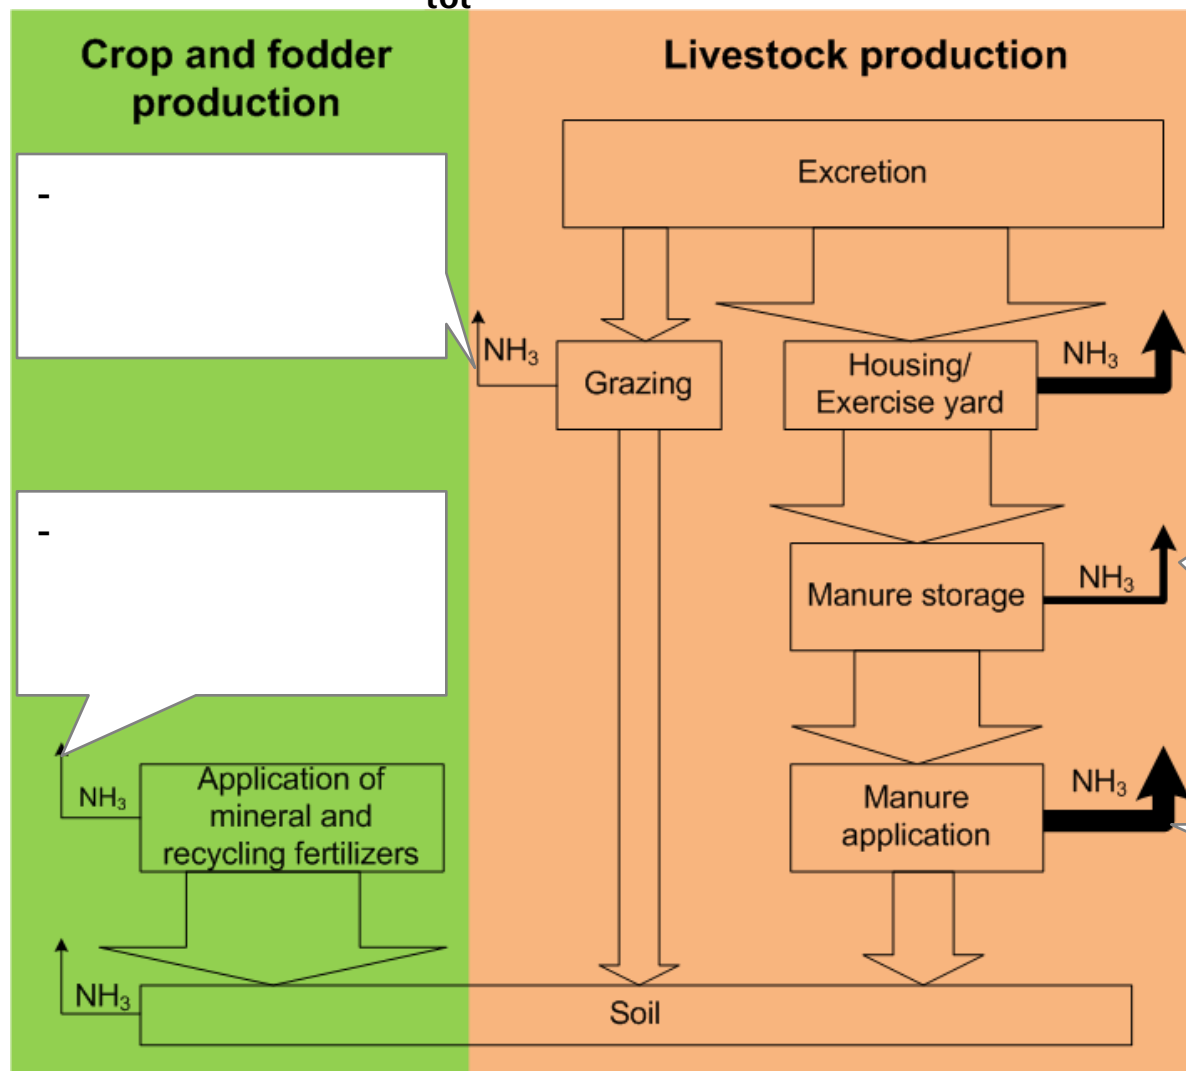 tot
Crop and fodder
production
Livestock production
-
Excretion
NH3
Grazing
Housing/
Exercise yard
NH3
-
Manure storage
NH3
NH3
Application of
mineral and
recycling fertilizers
Manure
application
NH3
NH3
Soil